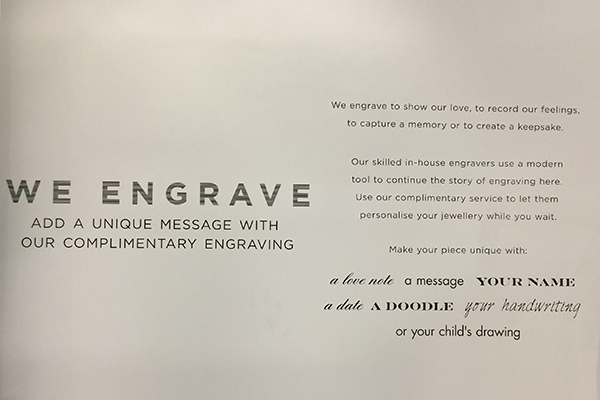 WE ENGRAVE
ADD A UNIQUE MESSAGE WITH
OUR COMPLIMENTARY ENGRAVING
We engrave to show our love, to record our feelings,
to capture a memory or to create a keepsake.
Our skilled in-house engravers use a modern
tool to continue the story of engraving here.
Use our complimentary service to let them
personalise your jewellery while you wait.
Make your piece unique with:
a love note a message YOUR NAME
a date A DOODLE your handwriting
or your child's drawing